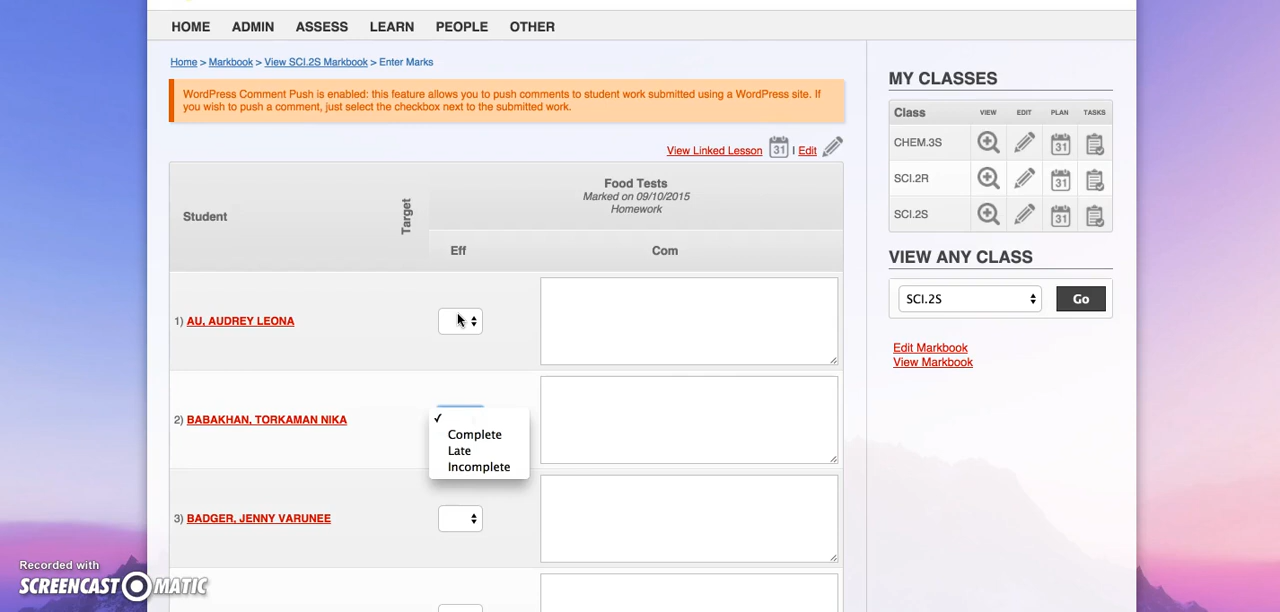 HOME ADMIN ASSESS LEARN PEOPLE OTHER
Home > Markbook > View SCI.2S Markbook > Enter Marks
WordPress Comment Push is enabled: this feature allows you to push comments to student work submitted using a WordPress site. If
you wish to push a comment, just select the checkbox next to the submitted work.
View Linked Lesson 31 | Edit
Student
Target
Food Tests
Marked on 09/10/2015
Homework
Eff
Com
1) AU, AUDREY LEONA
2) BABAKHAN, TORKAMAN NIKA
✓
Complete
Late
Incomplete
3) BADGER, JENNY VARUNEE
MY CLASSES
Class VIEW EDIT PLAN TASKS
CHEM.3S 31
SCI.2R 31
SCI.2S 31
VIEW ANY CLASS
SCI.2S Go
Edit Markbook
View Markbook
Recorded with
SCREENCAST MATIC